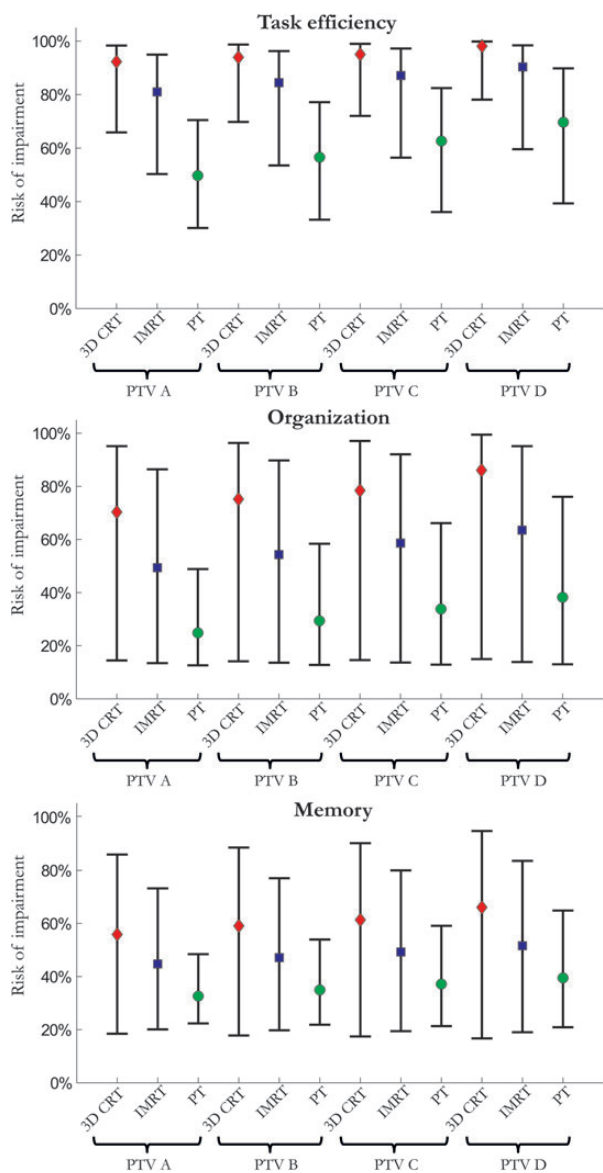 Task efficiency
Risk of impairment
100%
80%
60%
40%
20%
0%
3D CRT IMRT PT 3D CRT IMRT PT 3D CRT IMRT PT 3D CRT IMRT PT
PTV A PTV B PTV C PTV D
Organization
Risk of impairment
100%
80%
60%
40%
20%
0%
3D CRT IMRT PT 3D CRT IMRT PT 3D CRT IMRT PT 3D CRT IMRT PT
PTV A PTV B PTV C PTV D
Memory
Risk of impairment
100%
80%
60%
40%
20%
0%
3D CRT IMRT PT 3D CRT IMRT PT 3D CRT IMRT PT 3D CRT IMRT PT
PTV A PTV B PTV C PTV D